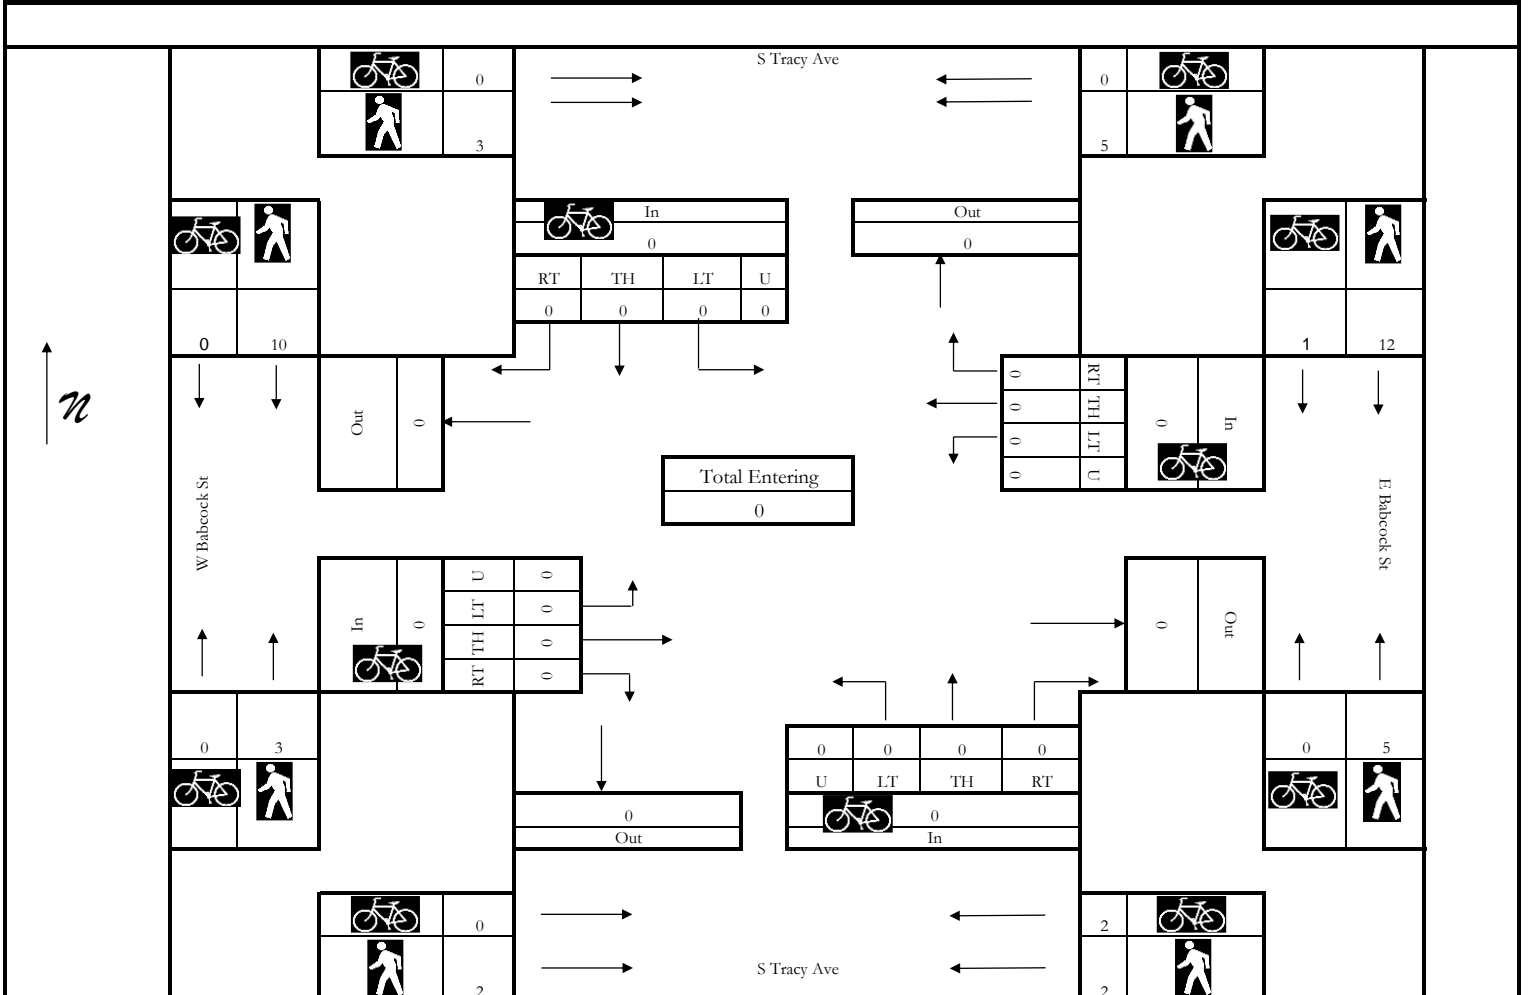 S Tracy Ave
0 0
3 5
In Out
0 0
RT TH LT U
0 0 0 0
0 10 1 12
Out 0
0 RT
0 TH
0 LT
0 U
0 In
N
W Babcock St
Total Entering
0
E Babcock St
In 0
U 0
LT 0
TH 0
RT 0
0 Out
0 3 0 5
0 0 0 0
U LT TH RT
0 0
Out In
0 2
S Tracy Ave
2 2